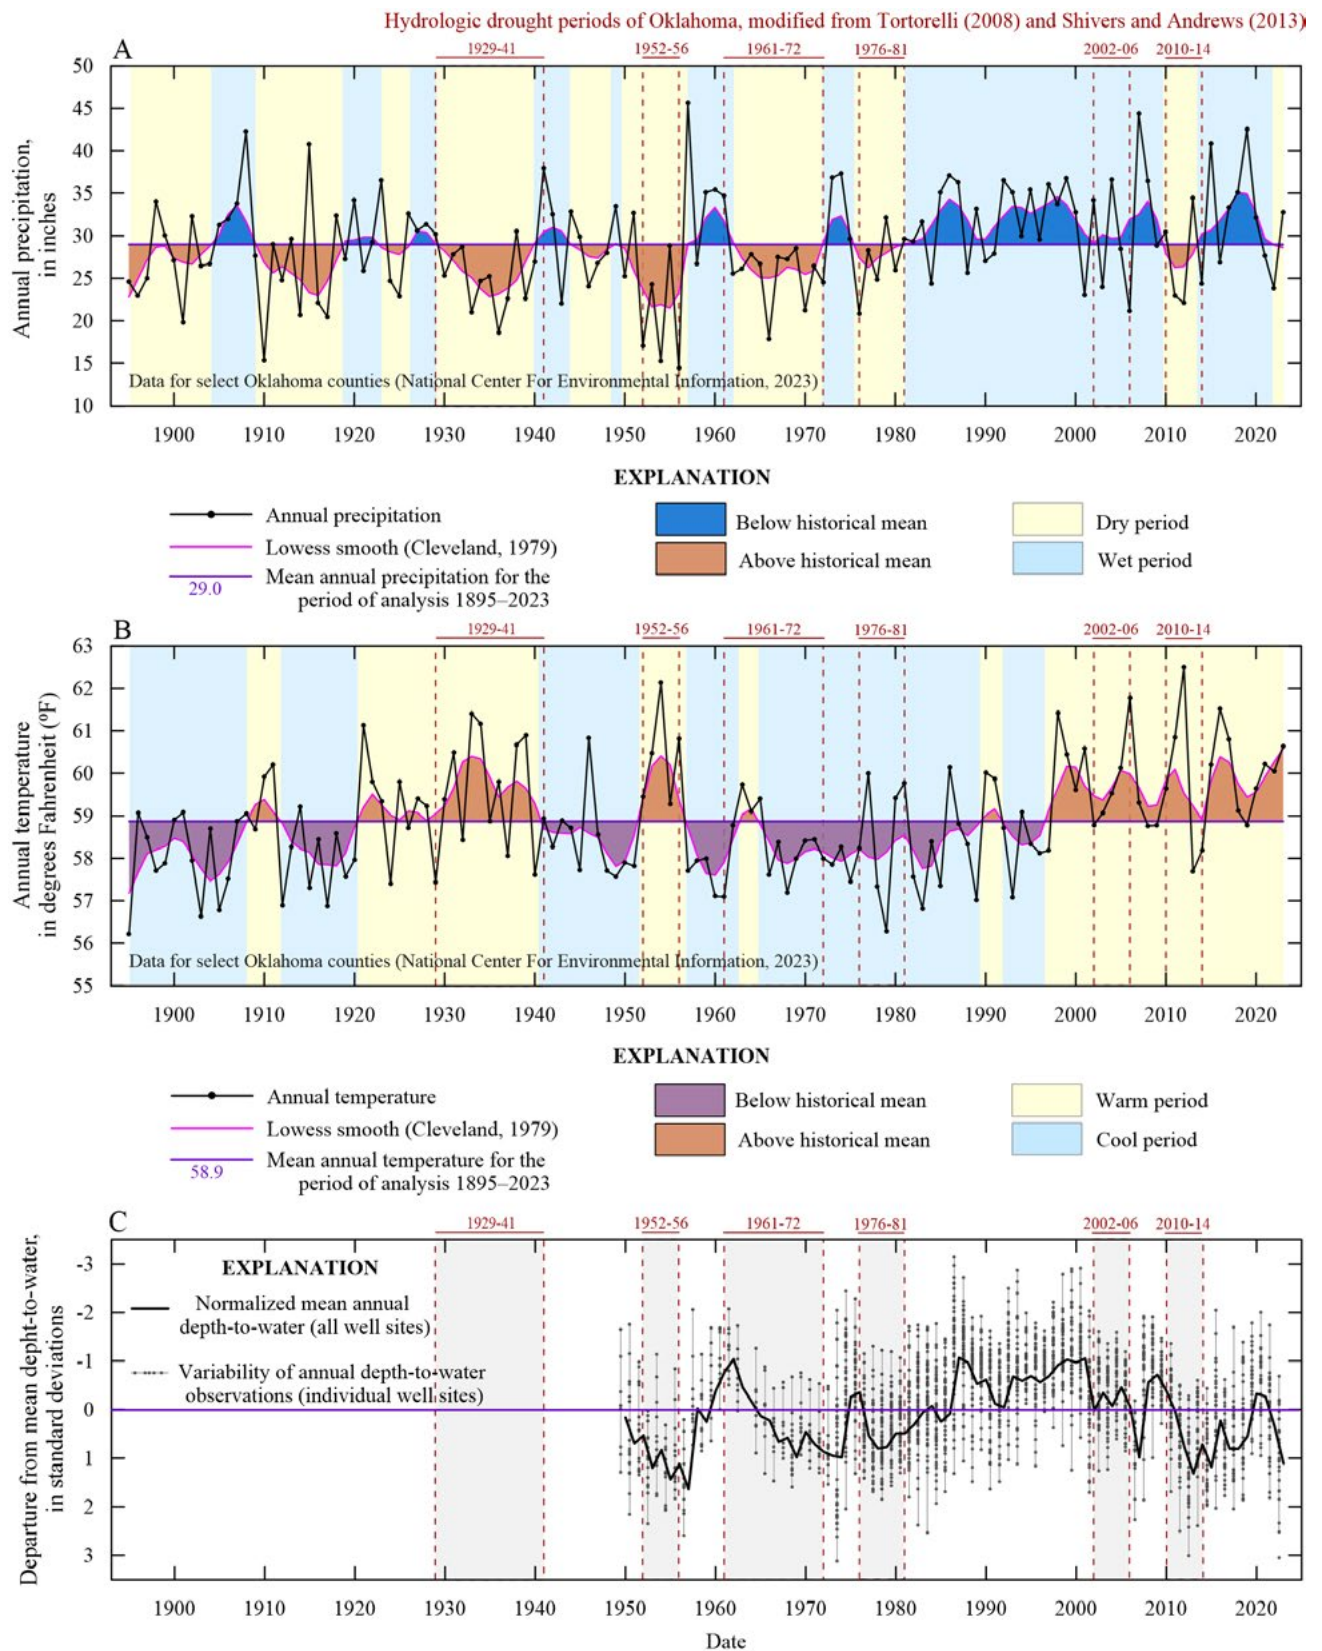 Hydrologic drought periods of Oklahoma, modified from Tortorelli (2008) and Shivers and Andrews (2013)
A
1929-41 1952-56 1961-72 1976-81 2002-06 2010-14
Annual precipitation,
in inches
50
45
40
35
30
25
20
15
10
Data for select Oklahoma counties (National Center For Environmental Information, 2023)
1900 1910 1920 1930 1940 1950 1960 1970 1980 1990 2000 2010 2020
EXPLANATION
Annual precipitation
Lowess smooth (Cleveland, 1979)
29.0 Mean annual precipitation for the
period of analysis 1895–2023
Below historical mean
Above historical mean
Dry period
Wet period
B
1929-41 1952-56 1961-72 1976-81 2002-06 2010-14
Annual temperature
in degrees Fahrenheit (ºF)
63
62
61
60
59
58
57
56
55
Data for select Oklahoma counties (National Center For Environmental Information, 2023)
1900 1910 1920 1930 1940 1950 1960 1970 1980 1990 2000 2010 2020
EXPLANATION
Annual temperature
Lowess smooth (Cleveland, 1979)
58.9 Mean annual temperature for the
period of analysis 1895–2023
Below historical mean
Above historical mean
Warm period
Cool period
C
1929-41 1952-56 1961-72 1976-81 2002-06 2010-14
Departure from mean depht-to-water,
in standard deviations
-3
-2
-1
0
1
2
3
EXPLANATION
Normalized mean annual
depth-to-water (all well sites)
Variability of annual depth-to-water
observations (individual well sites)
1900 1910 1920 1930 1940 1950 1960 1970 1980 1990 2000 2010 2020
Date